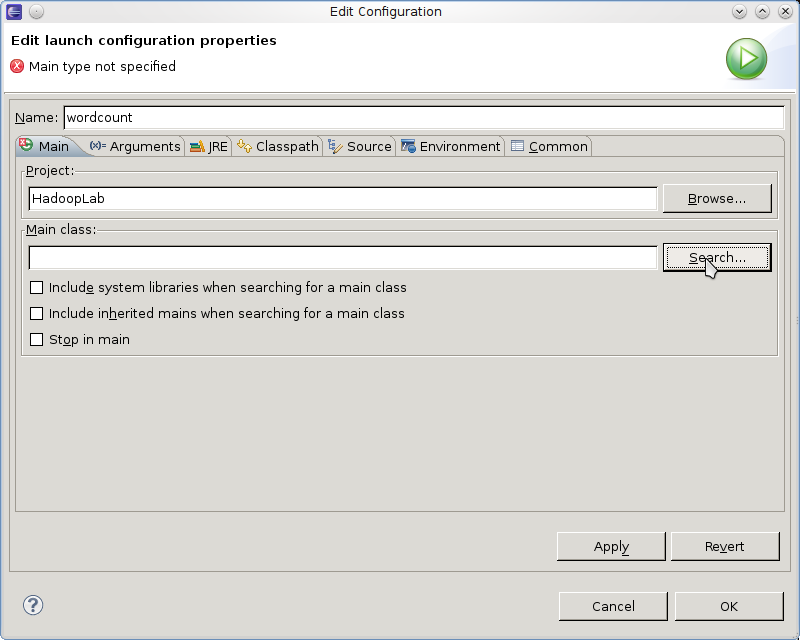 Edit Configuration
Edit launch configuration properties
Main type not specified
Name: wordcount
Main (x)= Arguments JRE Classpath Source Environment Common
Project:
HadoopLab Browse...
Main class:
Search...
Include system libraries when searching for a main class
Include inherited mains when searching for a main class
Stop in main
Apply Revert
? Cancel OK